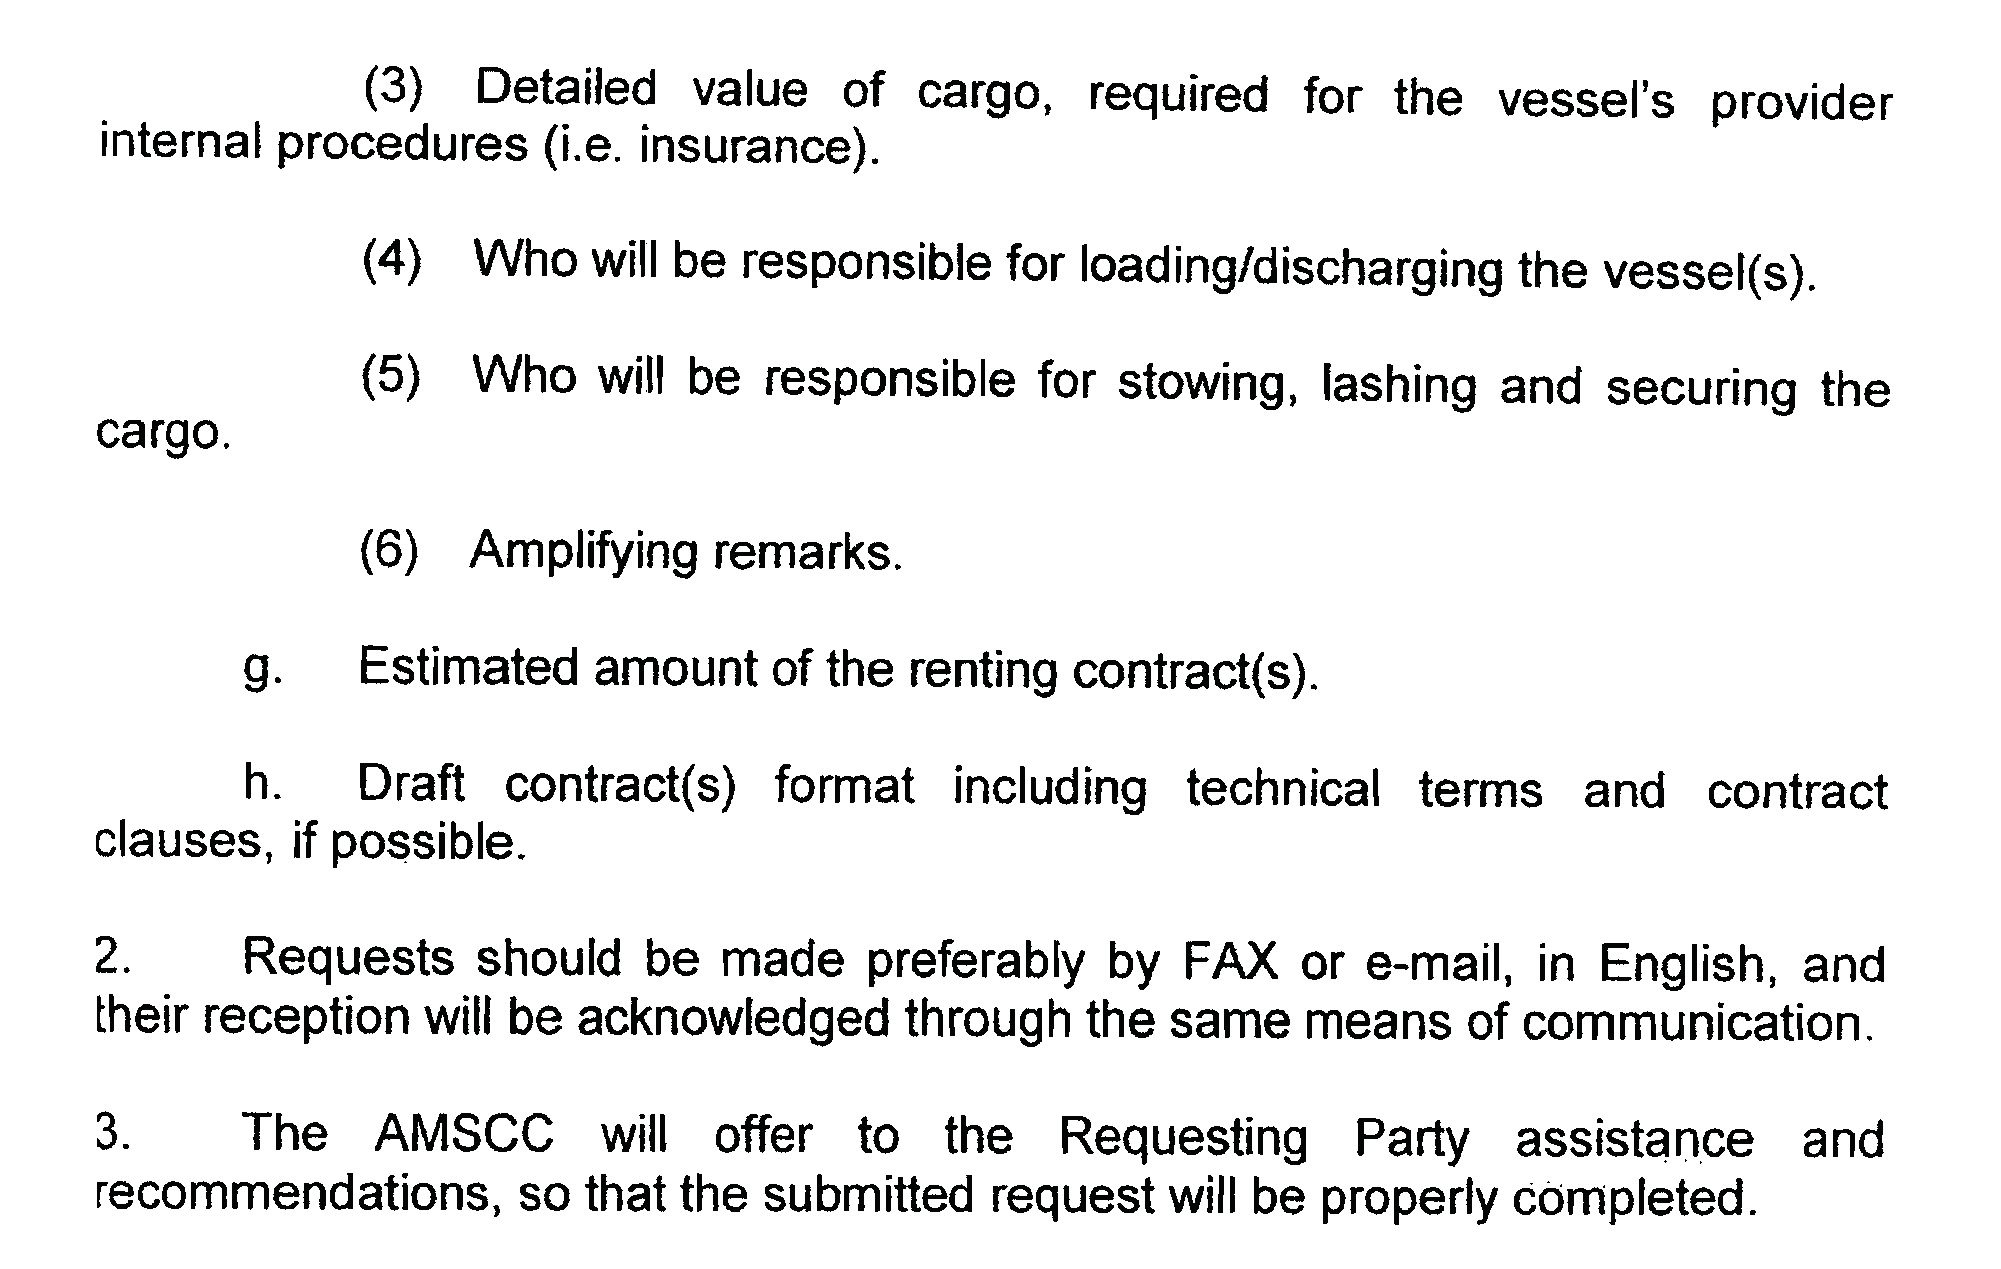 (3) Detailed value of cargo, required for the vessel's provider
internal procedures (i.e. insurance).
(4) Who will be responsible for loading/discharging the vessel(s).
(5) Who will be responsible for stowing, lashing and securing the
cargo.
(6) Amplifying remarks.
g. Estimated amount of the renting contract(s).
h. Draft contract(s) format including technical terms and contract
clauses, if possible.
2. Requests should be made preferably by FAX or e-mail, in English, and
their reception will be acknowledged through the same means of communication.
3. The AMSCC will offer to the Requesting Party assistance and
recommendations, so that the submitted request will be properly completed.